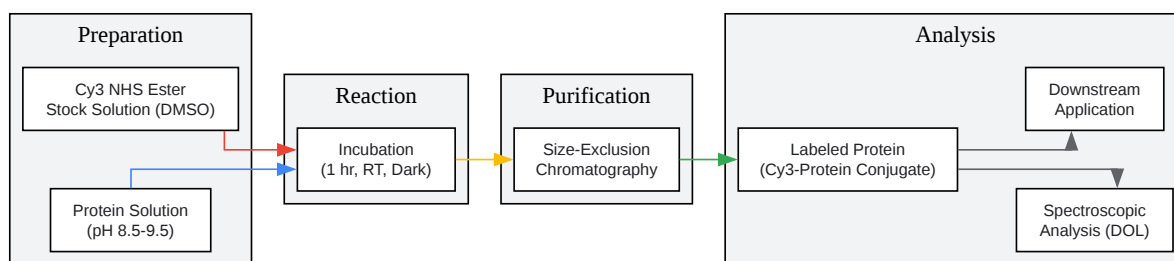 Preparation
Cy3 NHS Ester
Stock Solution (DMSO)
Protein Solution
(pH 8.5-9.5)
Reaction
Incubation
(1 hr, RT, Dark)
Purification
Size-Exclusion
Chromatography
Analysis
Labeled Protein
(Cy3-Protein Conjugate)
Downstream
Application
Spectroscopic
Analysis (DOL)